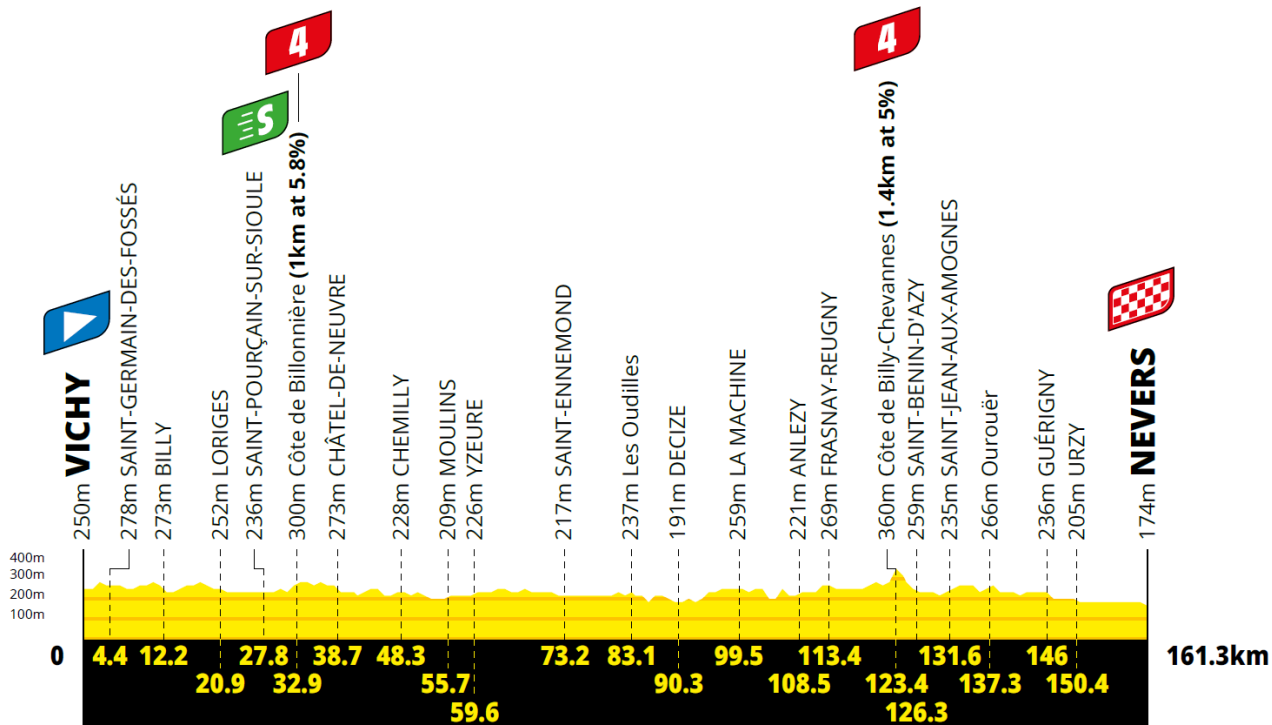 4
4
S
VICHY
250m
278m SAINT-GERMAIN-DES-FOSSÉS
273m BILLY
252m LORIGES
236m SAINT-POURÇAIN-SUR-SIOULE
300m Côte de Billonnière (1km at 5.8%)
273m CHÂTEL-DE-NEUVRE
228m CHEMILLY
209m MOULINS
226m YZEURE
217m SAINT-ENNEMOND
237m Les Oudilles
191m DECIZE
259m LA MACHINE
221m ANLEZY
269m FRASNAY-REUGNY
360m Côte de Billy-Chevannes (1.4km at 5%)
259m SAINT-BENIN-D'AZY
235m SAINT-JEAN-AUX-AMOGNES
266m Ourouër
236m GUÉRIGNY
205m URZY
174m NEVERS
400m
300m
200m
100m
0 4.4 12.2 27.8 38.7 48.3 73.2 83.1 99.5 113.4 131.6 146 161.3km
20.9 32.9 55.7 90.3 108.5 123.4 137.3 150.4
59.6 126.3